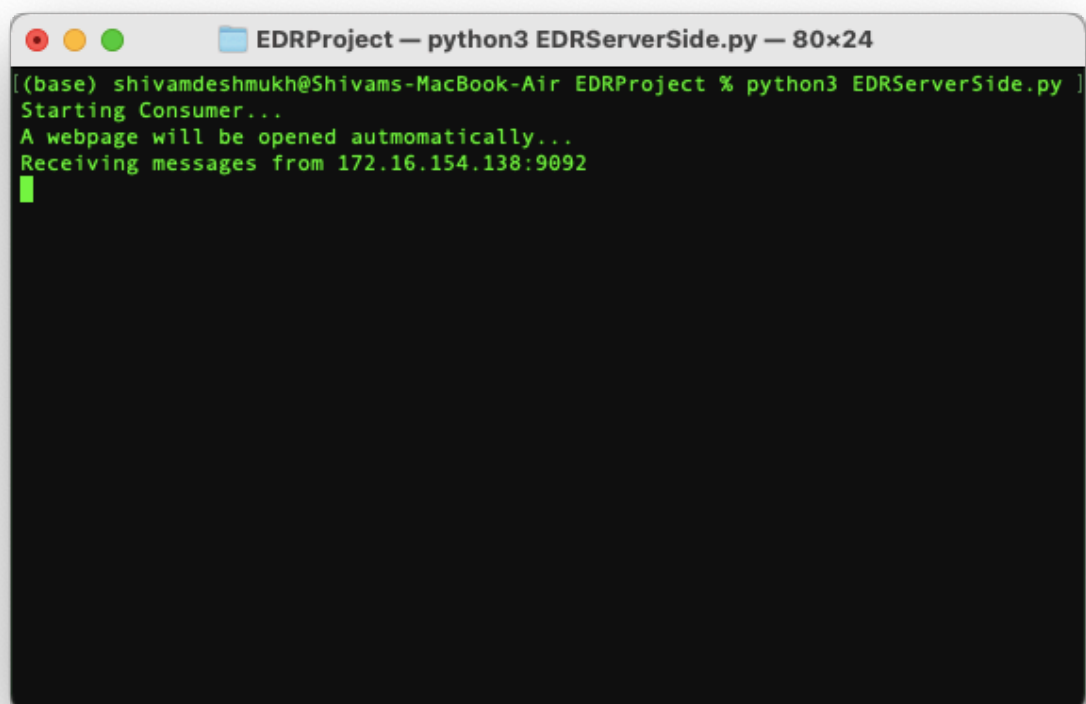 EDRProject — python3 EDRServerSide.py — 80×24
[(base) shivamdeshmukh@Shivams-MacBook-Air EDRProject % python3 EDRServerSide.py ]
Starting Consumer...
A webpage will be opened autmomatically...
Receiving messages from 172.16.154.138:9092